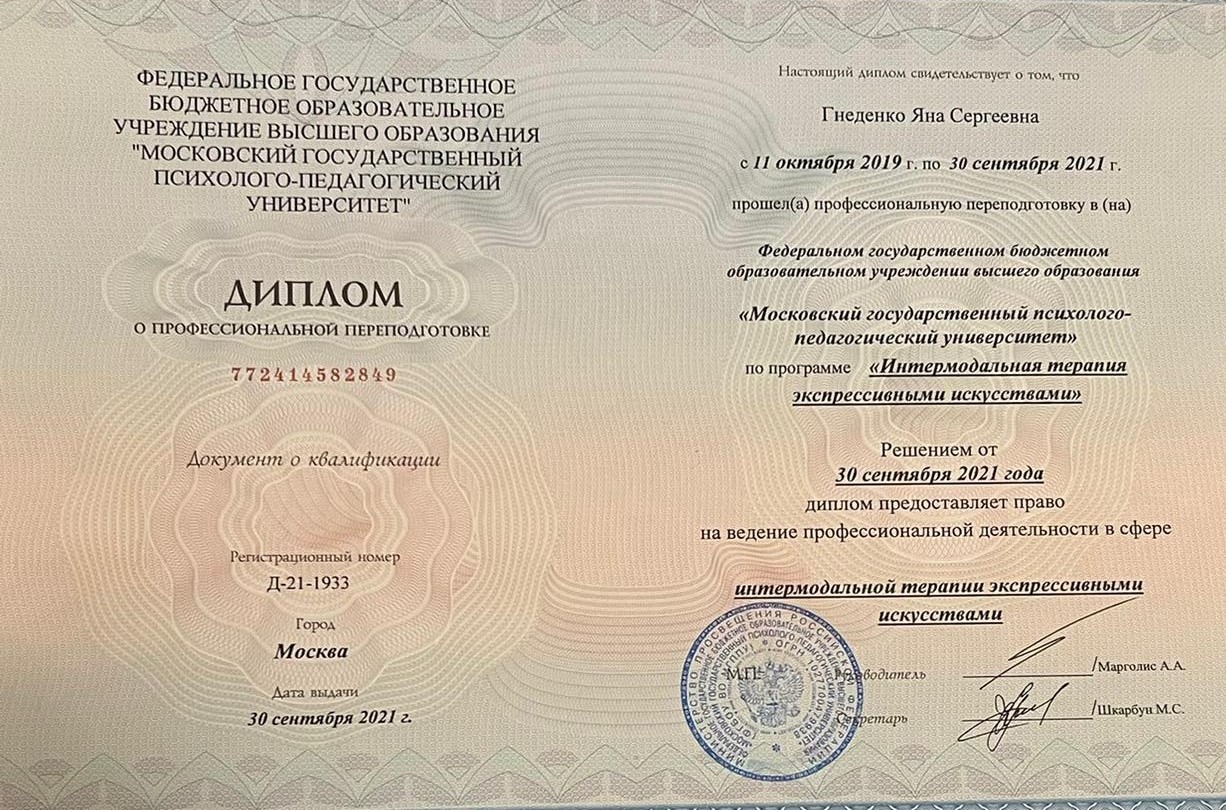 ФЕДЕРАЛЬНОЕ ГОСУДАРСТВЕННОЕ
БЮДЖЕТНОЕ ОБРАЗОВАТЕЛЬНОЕ
УЧРЕЖДЕНИЕ ВЫСШЕГО ОБРАЗОВАНИЯ
"МОСКОВСКИЙ ГОСУДАРСТВЕННЫЙ
ПСИХОЛОГО-ПЕДАГОГИЧЕСКИЙ
УНИВЕРСИТЕТ"
ДИПЛОМ
О ПРОФЕССИОНАЛЬНОЙ ПЕРЕПОДГОТОВКЕ
772414582849
Документ о квалификации
Регистрационный номер
Д-21-1933
Город
Москва
Дата выдачи
30 сентября 2021 г.
Настоящий диплом свидетельствует о том, что
Гнеденко Яна Сергеевна
с 11 октября 2019 г. по 30 сентября 2021 г.
прошел(а) профессиональную переподготовку в (на)
Федеральном государственном бюджетном
образовательном учреждении высшего образования
«Московский государственный психолого-
педагогический университет»
по программе «Интермодальная терапия
экспрессивными искусствами»
Решением от
30 сентября 2021 года
диплом предоставляет право
на ведение профессиональной деятельности в сфере
интермодальной терапии экспрессивными
искусствами
М.П.
Руководитель /Марголис А.А.
Секретарь /Шкарбун М.С.
МИНИСТЕРСТВО ПРОСВЕЩЕНИЯ РОССИЙСКОЙ ФЕДЕРАЦИИ